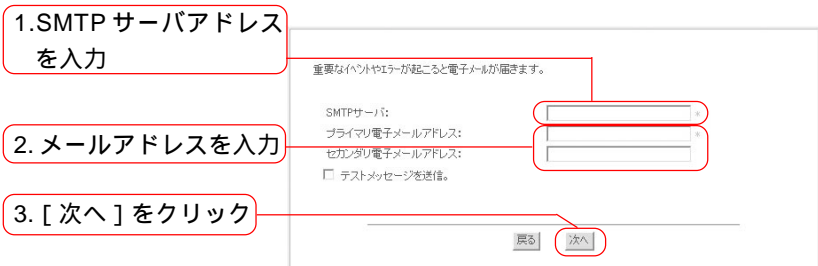 1.SMTP サーバアドレス
を入力
重要なイベントやエラーが起こると電子メールが届きます。
SMTPサーバ: *
プライマリ電子メールアドレス: *
セカンダリ電子メールアドレス:
テストメッセージを送信。
2. メールアドレスを入力
3. [ 次へ ] をクリック
戻る 次へ